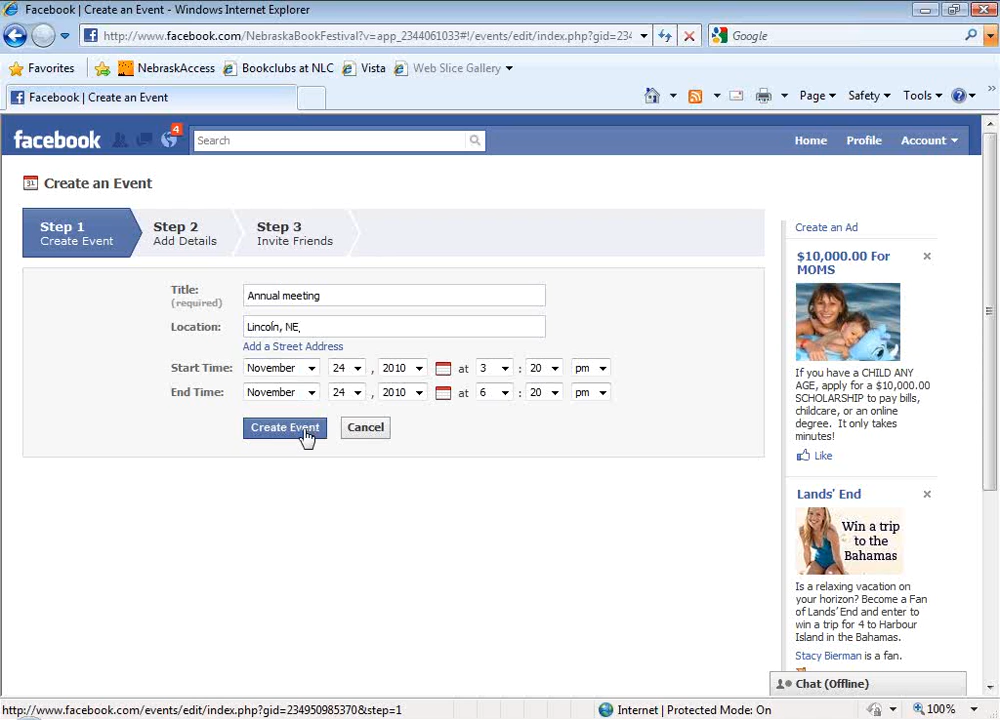 Facebook | Create an Event - Windows Internet Explorer
http://www.facebook.com/NebraskaBookFestival?v=app_2344061033#!/events/edit/index.php?gid=234
Google
Favorites
NebraskAccess
Bookclubs at NLC
Vista
Web Slice Gallery
Facebook | Create an Event
Page
Safety
Tools
facebook
4
Search
Home
Profile
Account
31
Create an Event
Step 1
Create Event
Step 2
Add Details
Step 3
Invite Friends
Title:
(required)
Annual meeting
Location:
Lincoln, NE,
Add a Street Address
Start Time:
November 24 , 2010 at 3 : 20 pm
End Time:
November 24 , 2010 at 6 : 20 pm
Create Event
Cancel
Create an Ad
$10,000.00 For
MOMS
If you have a CHILD ANY
AGE, apply for a $10,000.00
SCHOLARSHIP to pay bills,
childcare, or an online
degree. It only takes
minutes!
Like
Lands' End
Win a trip
to the
Bahamas
Is a relaxing vacation on
your horizon? Become a Fan
of Lands' End and enter to
win a trip for 4 to Harbour
Island in the Bahamas.
Stacy Bierman is a fan.
Chat (Offline)
http://www.facebook.com/events/edit/index.php?gid=234950985370&step=1
Internet | Protected Mode: On
100%